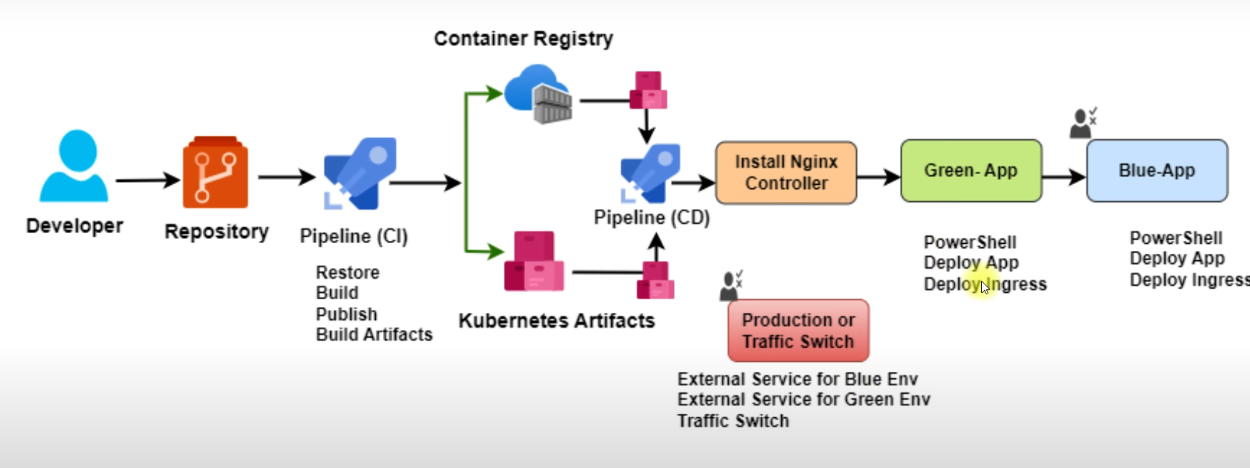 Container Registry
Developer
Repository
Pipeline (CI)
Restore
Build
Publish
Build Artifacts
Kubernetes Artifacts
Pipeline (CD)
Install Nginx
Controller
Green- App
PowerShell
Deploy App
Deploy Ingress
Blue-App
PowerShell
Deploy App
Deploy Ingress
Production or
Traffic Switch
External Service for Blue Env
External Service for Green Env
Traffic Switch